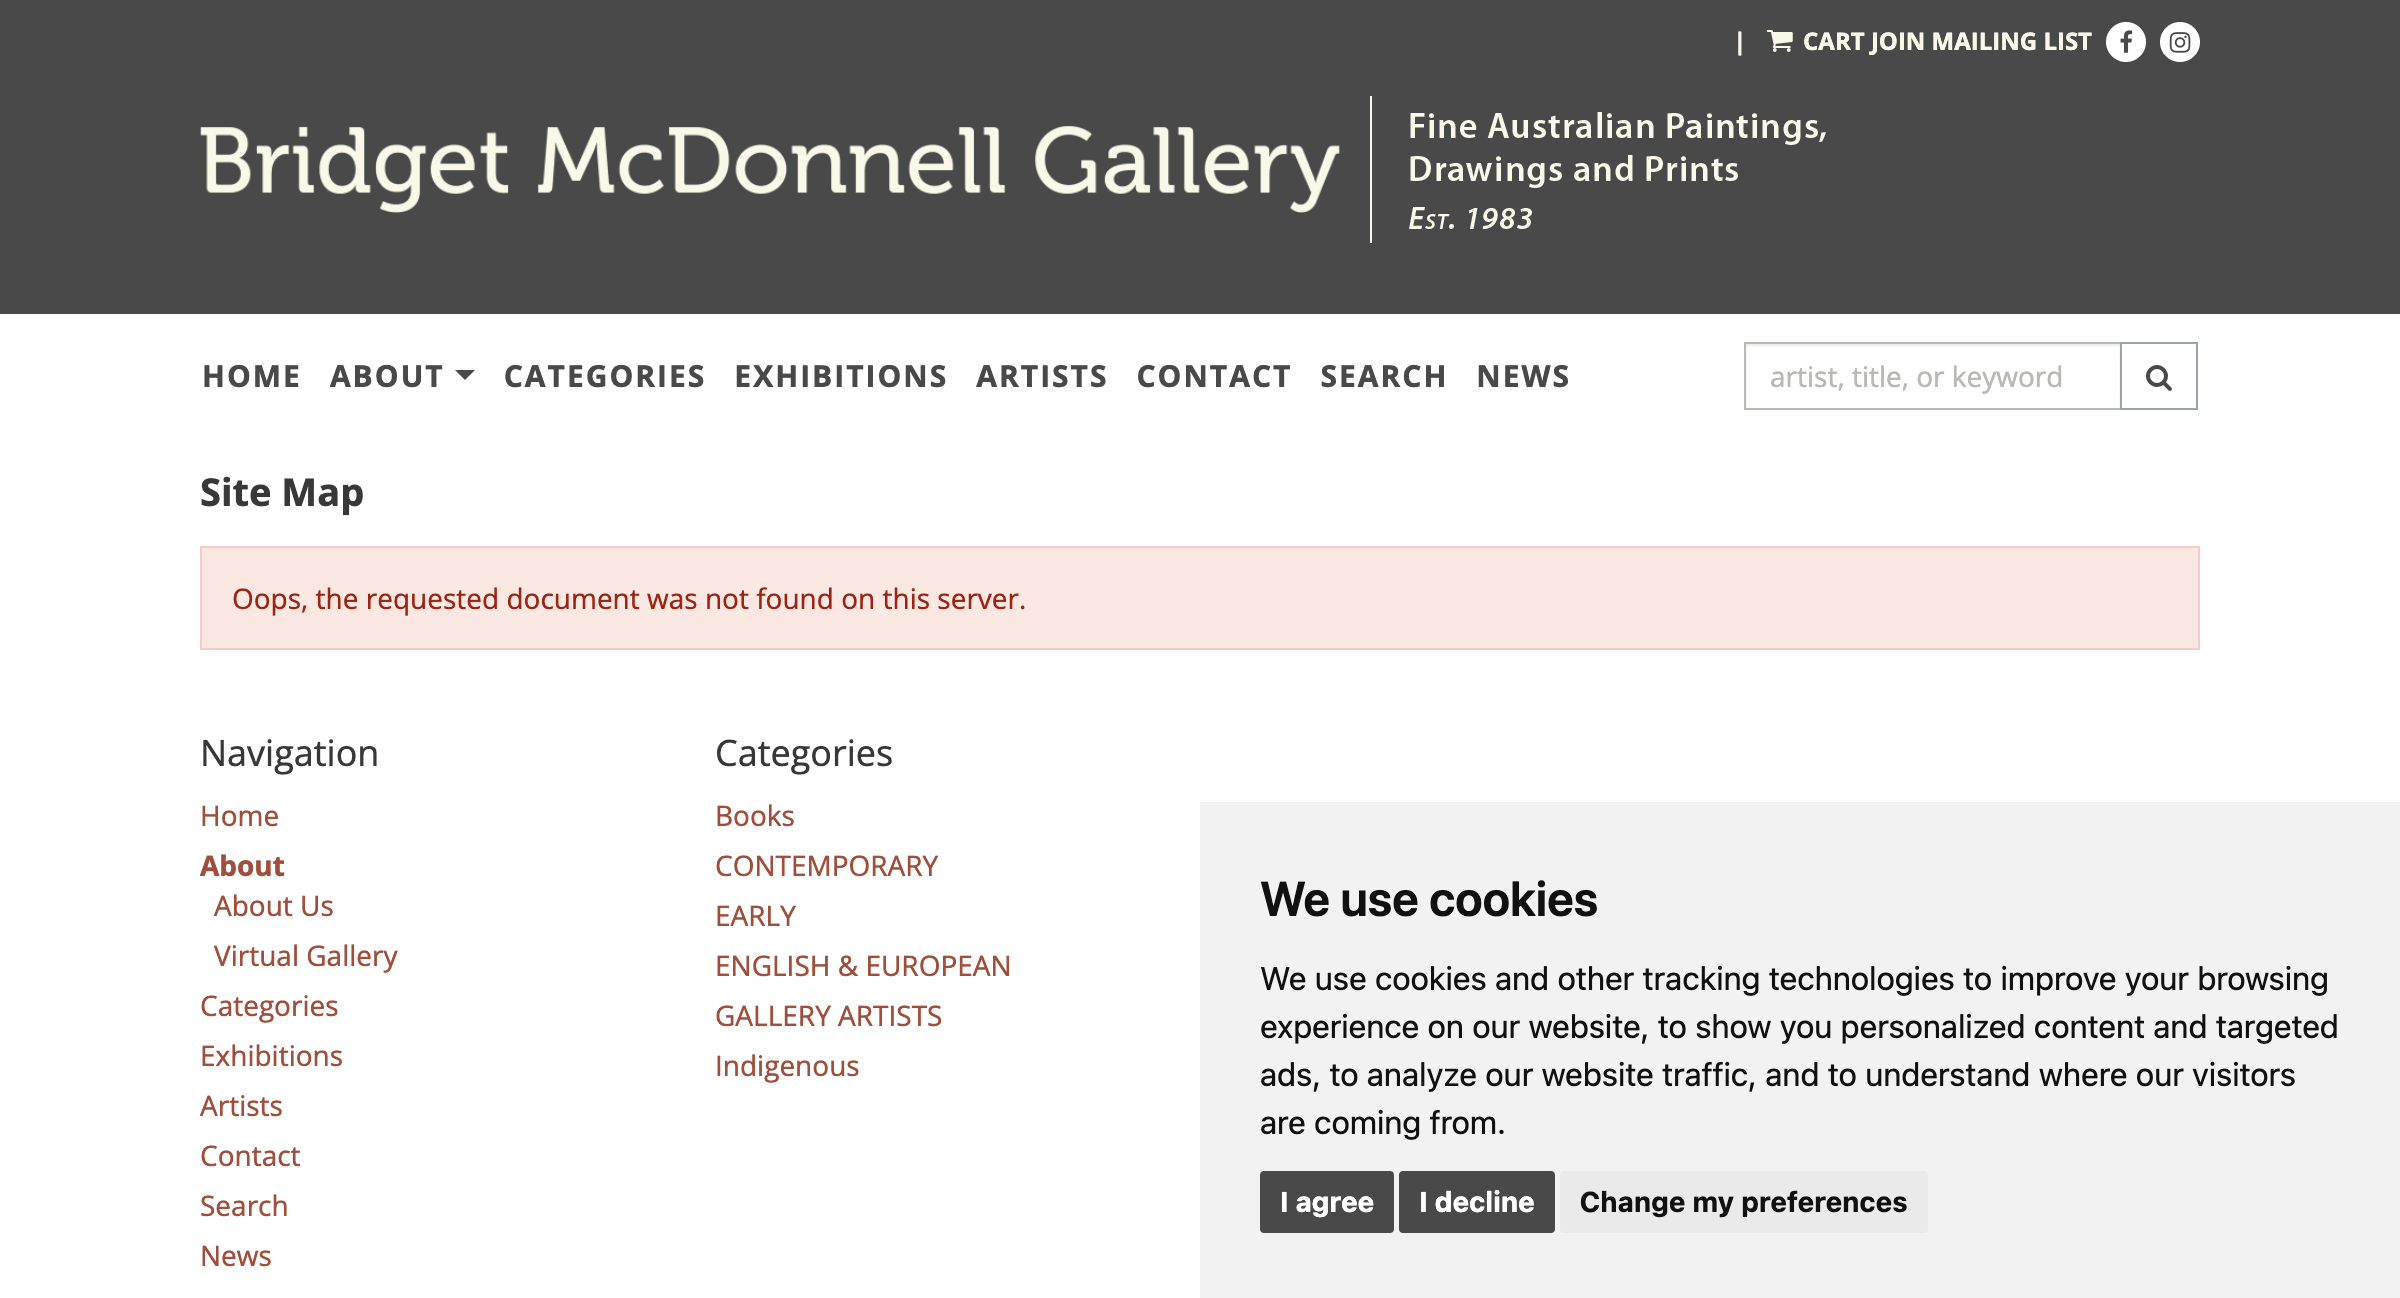 | CART JOIN MAILING LIST
Bridget McDonnell Gallery
Fine Australian Paintings,
Drawings and Prints
Est. 1983
HOME ABOUT CATEGORIES EXHIBITIONS ARTISTS CONTACT SEARCH NEWS
artist, title, or keyword
Site Map
Oops, the requested document was not found on this server.
Navigation
Home
About
About Us
Virtual Gallery
Categories
Exhibitions
Artists
Contact
Search
News
Categories
Books
CONTEMPORARY
EARLY
ENGLISH & EUROPEAN
GALLERY ARTISTS
Indigenous
We use cookies
We use cookies and other tracking technologies to improve your browsing
experience on our website, to show you personalized content and targeted
ads, to analyze our website traffic, and to understand where our visitors
are coming from.
I agree I decline Change my preferences